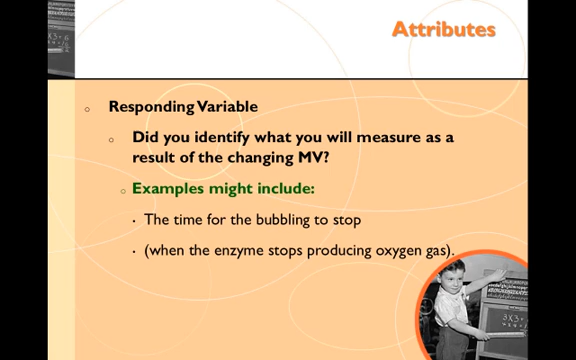 Attributes
Responding Variable
Did you identify what you will measure as a
result of the changing MV?
Examples might include:
The time for the bubbling to stop
(when the enzyme stops producing oxygen gas).